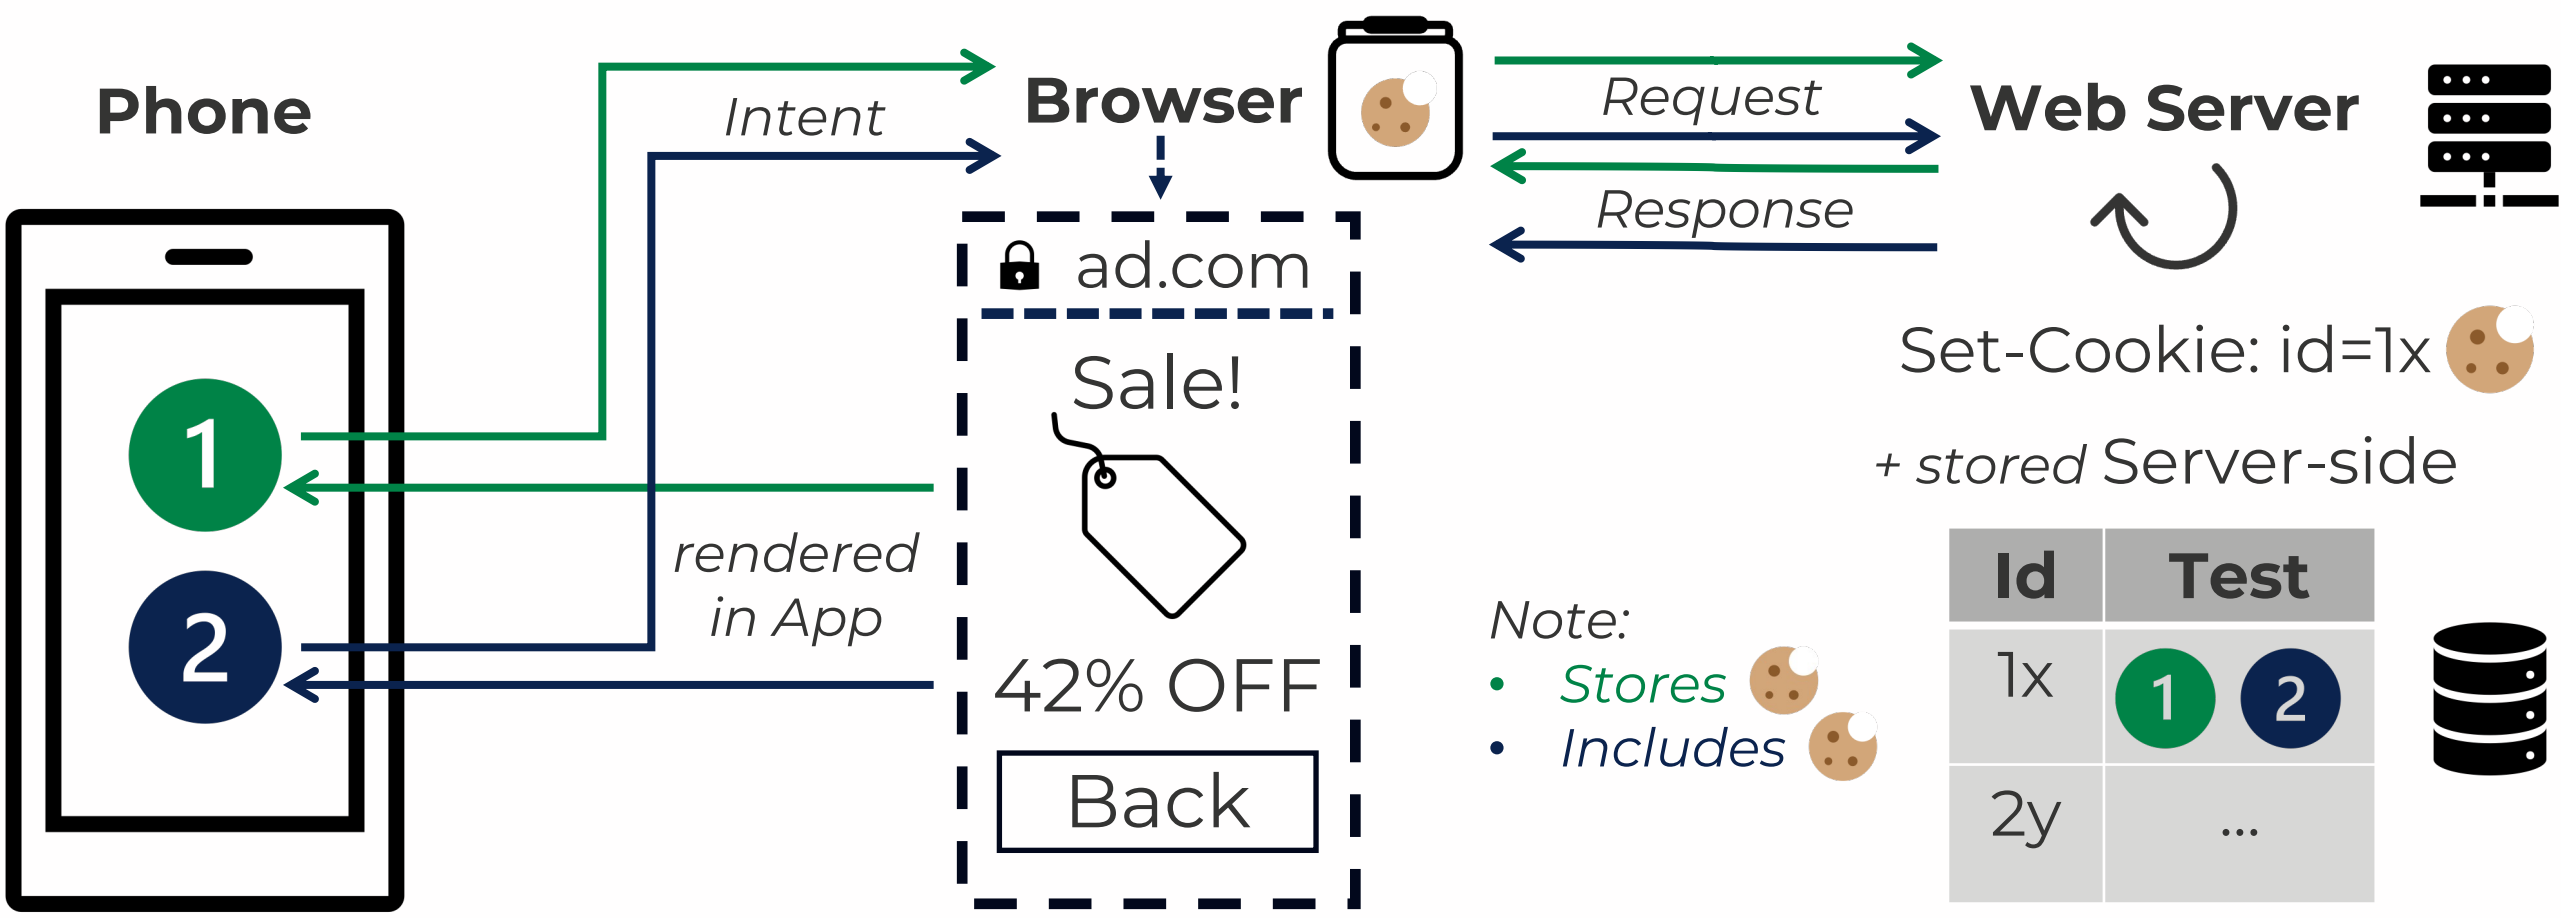 Phone
1
2
Intent
rendered
in App
Browser
ad.com
Sale!
42% OFF
Back
Request
Response
Note:
• Stores
• Includes
Web Server
Set-Cookie: id=1x
+ stored Server-side
Id Test
1x 1 2
2y ...